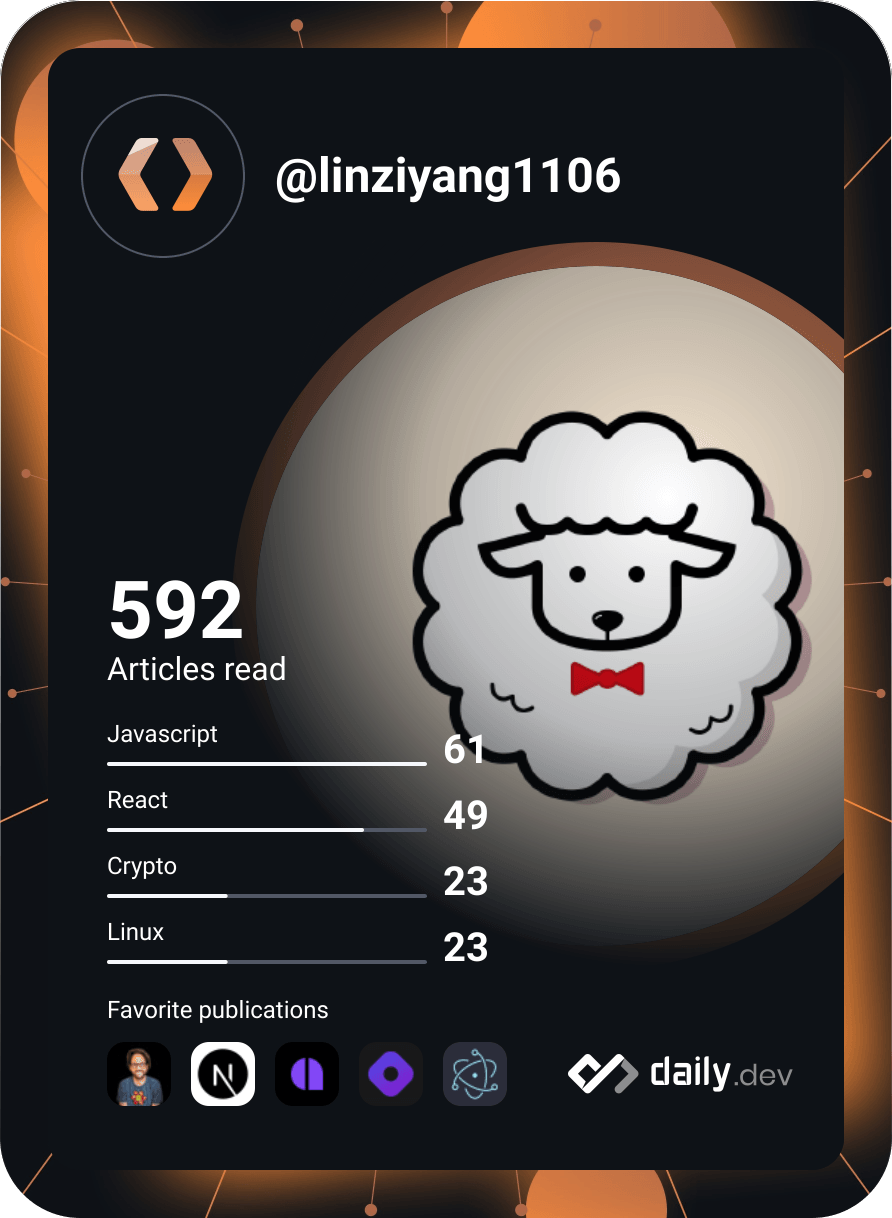 @linziyang1106
592
Articles read
Javascript
61
React
49
Crypto
23
Linux
23
Favorite publications
N
daily.dev